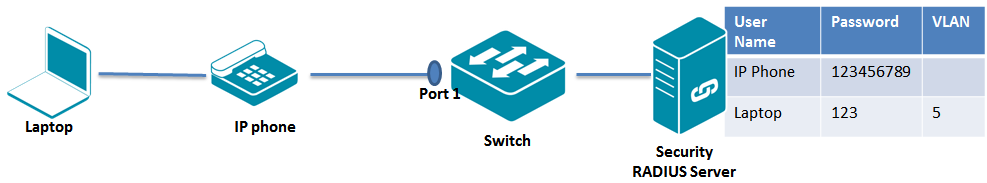 User Name Password VLAN
IP Phone 123456789
Laptop 123 5
Port 1
Laptop
IP phone
Switch
Security
RADIUS Server